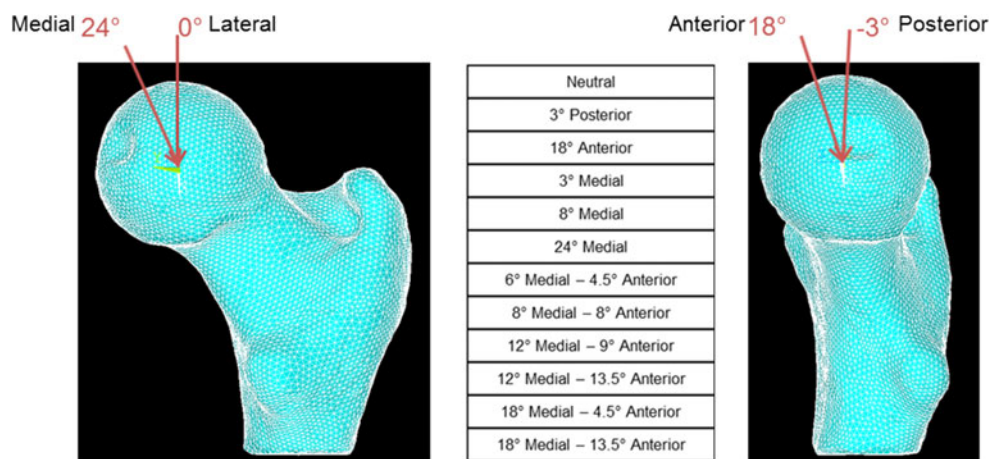 Medial 24° 0° Lateral
Anterior 18° -3° Posterior
Neutral
3° Posterior
18° Anterior
3° Medial
8° Medial
24° Medial
6° Medial – 4.5° Anterior
8° Medial – 8° Anterior
12° Medial – 9° Anterior
12° Medial – 13.5° Anterior
18° Medial – 4.5° Anterior
18° Medial – 13.5° Anterior